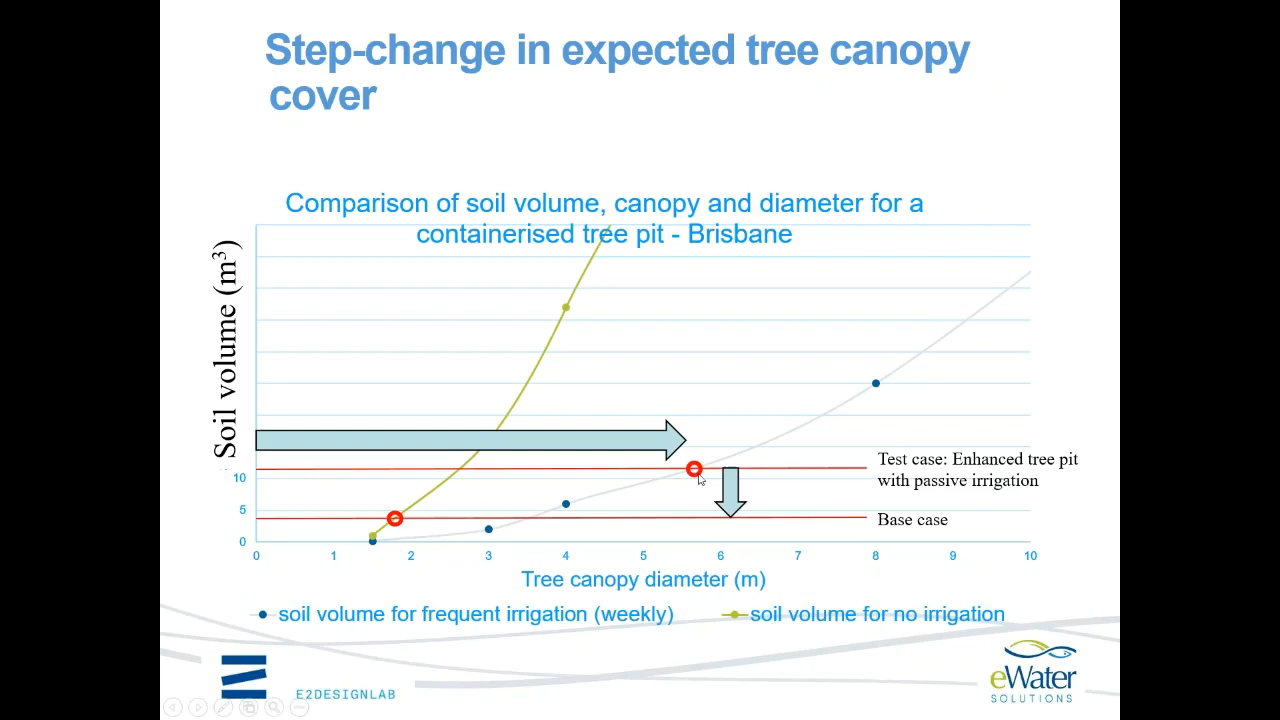 Step-change in expected tree canopy
cover
Comparison of soil volume, canopy and diameter for a
containerised tree pit - Brisbane
Soil volume (m³)
10
5
0
0 1 2 3 4 5 6 7 8 9 10
Tree canopy diameter (m)
Test case: Enhanced tree pit
with passive irrigation
Base case
soil volume for frequent irrigation (weekly)
soil volume for no irrigation
E2DESIGNLAB
eWater
SOLUTIONS